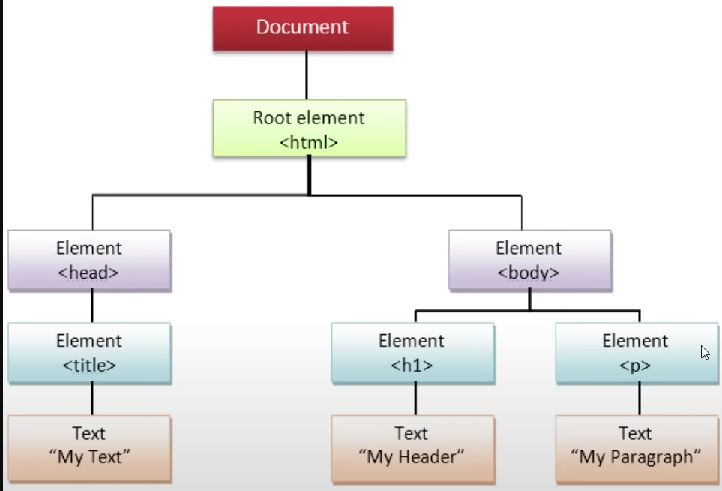 Document
Root element
<html>
Element
<head>
Element
<body>
Element
<title>
Element
<h1>
Element
<p>
Text
“My Text”
Text
“My Header”
Text
“My Paragraph”